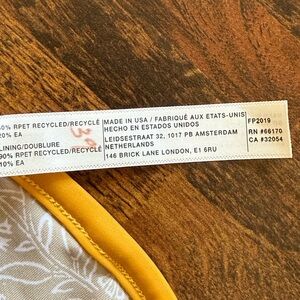 0% RPET RECYCLED/RECYCLÉ
20% EA
LINING/DOUBLURE
90% RPET RECYCLED/RECYCLÉ
10% EA
MADE IN USA / FABRIQUÉ AUX ETATS-UNIS
HECHO EN ESTADOS UNIDOS
LEIDSESTRAAT 32, 1017 PB AMSTERDAM
NETHERLANDS
146 BRICK LANE LONDON, E1 6RU
FP2019
RN #66170
CA #32054